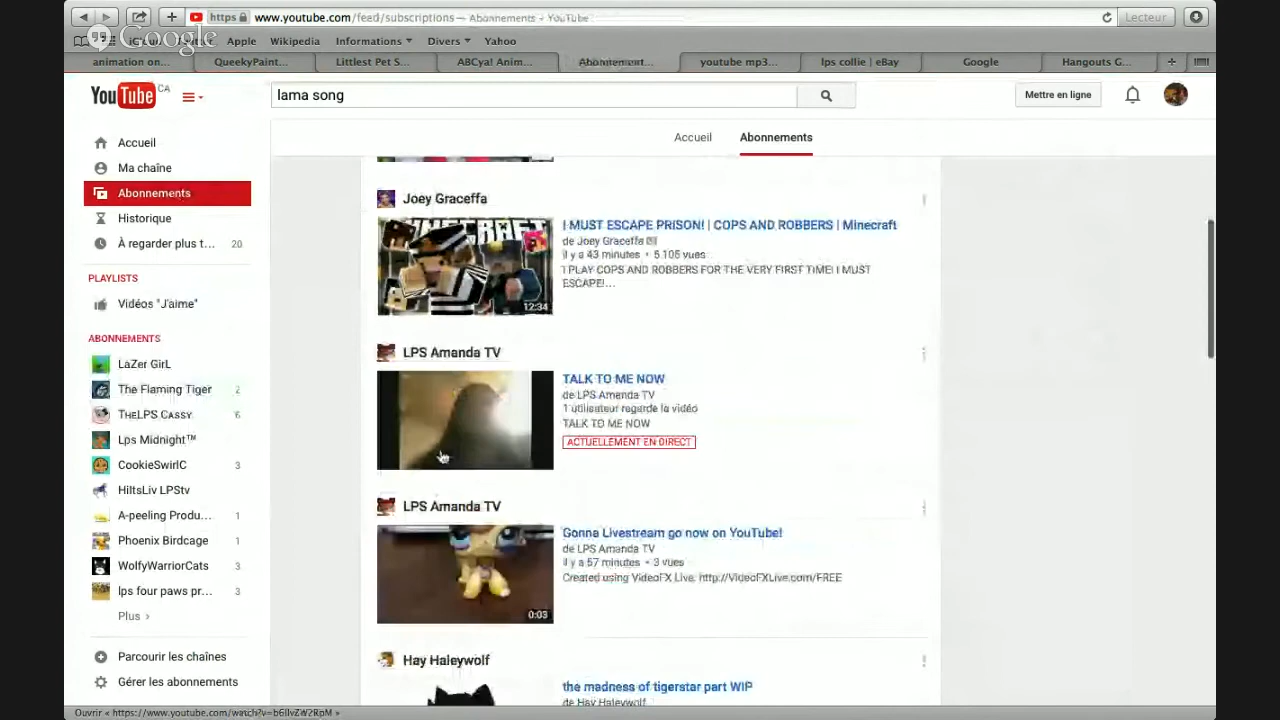 https www.youtube.com/feed/subscriptions — Abonnements - YouTube
Lecteur
Google
Apple Wikipedia Informations Divers Yahoo
animation on... QueekyPaint... Littlest Pet S... ABCya! Anim... Abonnement... youtube mp3... lps collie | eBay Google Hangouts G...
YouTube CA
lama song
Mettre en ligne
Accueil
Abonnements
Accueil
Ma chaîne
Abonnements
Historique
À regarder plus t... 20
PLAYLISTS
Vidéos "J'aime"
ABONNEMENTS
LaZer GirL
The Flaming Tiger 2
TheLPS Cassy 6
Lps Midnight™
CookieSwirlC 3
HiltsLiv LPStv
A-peeling Produ... 1
Phoenix Birdcage 1
WolfyWarriorCats 3
lps four paws pr... 3
Plus ›
Parcourir les chaînes
Gérer les abonnements
Joey Graceffa
MINECRAFT
12:34
I MUST ESCAPE PRISON! | COPS AND ROBBERS | Minecraft
de Joey Graceffa
il y a 43 minutes • 5 105 vues
I PLAY COPS AND ROBBERS FOR THE VERY FIRST TIME! I MUST
ESCAPE!...
LPS Amanda TV
TALK TO ME NOW
de LPS Amanda TV
1 utilisateur regarde la vidéo
TALK TO ME NOW
ACTUELLEMENT EN DIRECT
LPS Amanda TV
0:03
Gonna Livestream go now on YouTube!
de LPS Amanda TV
il y a 57 minutes • 3 vues
Created using VideoFX Live: http://VideoFXLive.com/FREE
Hay Haleywolf
the madness of tigerstar part WIP
de Hay Haleywolf
Ouvrir « https://www.youtube.com/watch?v=b6IlvZW2RpM »